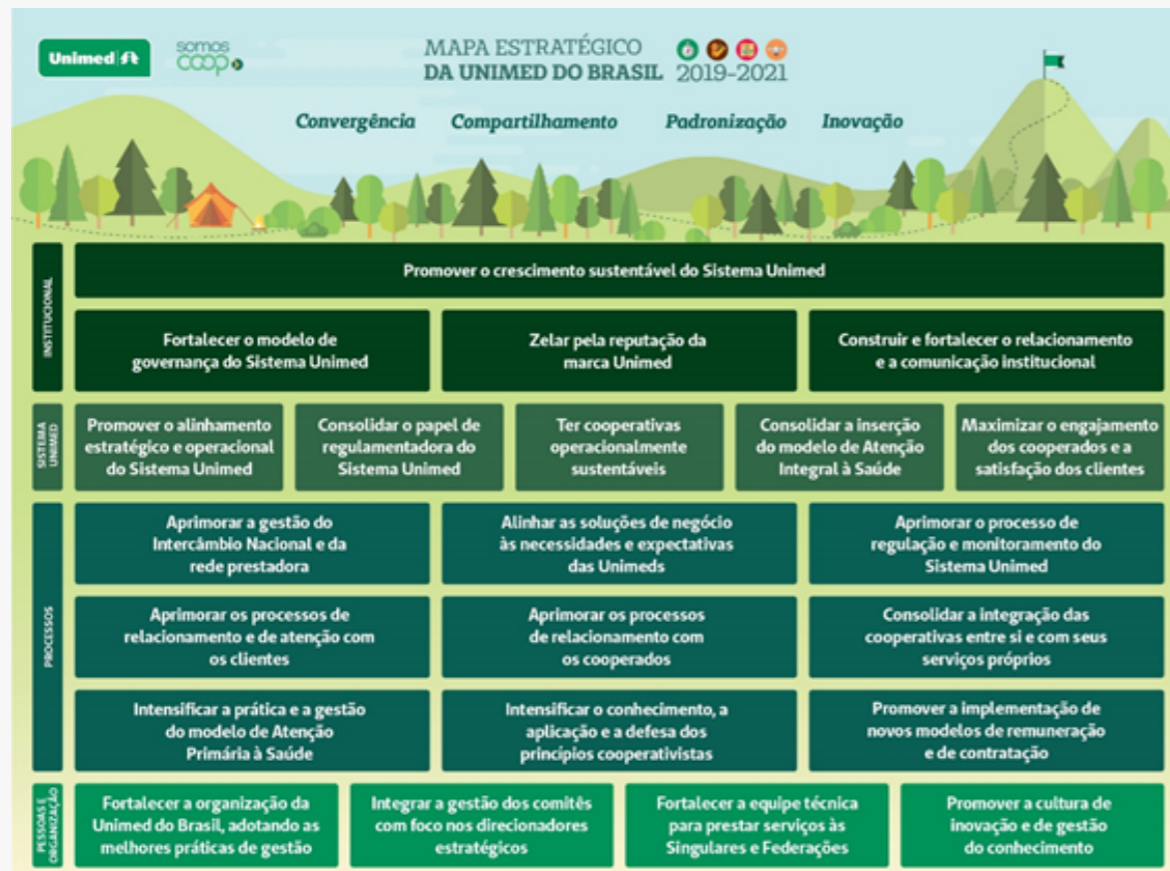 Unimed
somos
coop
MAPA ESTRATÉGICO
DA UNIMED DO BRASIL 2019-2021
Convergência Compartilhamento Padronização Inovação
INSTITUCIONAL
Promover o crescimento sustentável do Sistema Unimed
Fortalecer o modelo de
governança do Sistema Unimed
Zelar pela reputação da
marca Unimed
Construir e fortalecer o relacionamento
e a comunicação institucional
SISTEMA
UNIMED
Promover o alinhamento
estratégico e operacional
do Sistema Unimed
Consolidar o papel de
regulamentadora do
Sistema Unimed
Ter cooperativas
operacionalmente
sustentáveis
Consolidar a inserção
do modelo de Atenção
Integral à Saúde
Maximizar o engajamento
dos cooperados e a
satisfação dos clientes
PROCESSOS
Aprimorar a gestão do
Intercâmbio Nacional e da
rede prestadora
Alinhar as soluções de negócio
às necessidades e expectativas
das Unimeds
Aprimorar o processo de
regulação e monitoramento do
Sistema Unimed
Aprimorar os processos de
relacionamento e de atenção com
os clientes
Aprimorar os processos
de relacionamento com
os cooperados
Consolidar a integração das
cooperativas entre si e com seus
serviços próprios
Intensificar a prática e a gestão
do modelo de Atenção
Primária à Saúde
Intensificar o conhecimento, a
aplicação e a defesa dos
princípios cooperativistas
Promover a implementação de
novos modelos de remuneração
e de contratação
PESSOAS E
ORGANIZAÇÃO
Fortalecer a organização da
Unimed do Brasil, adotando as
melhores práticas de gestão
Integrar a gestão dos comitês
com foco nos direcionadores
estratégicos
Fortalecer a equipe técnica
para prestar serviços às
Singulares e Federações
Promover a cultura de
inovação e de gestão
do conhecimento